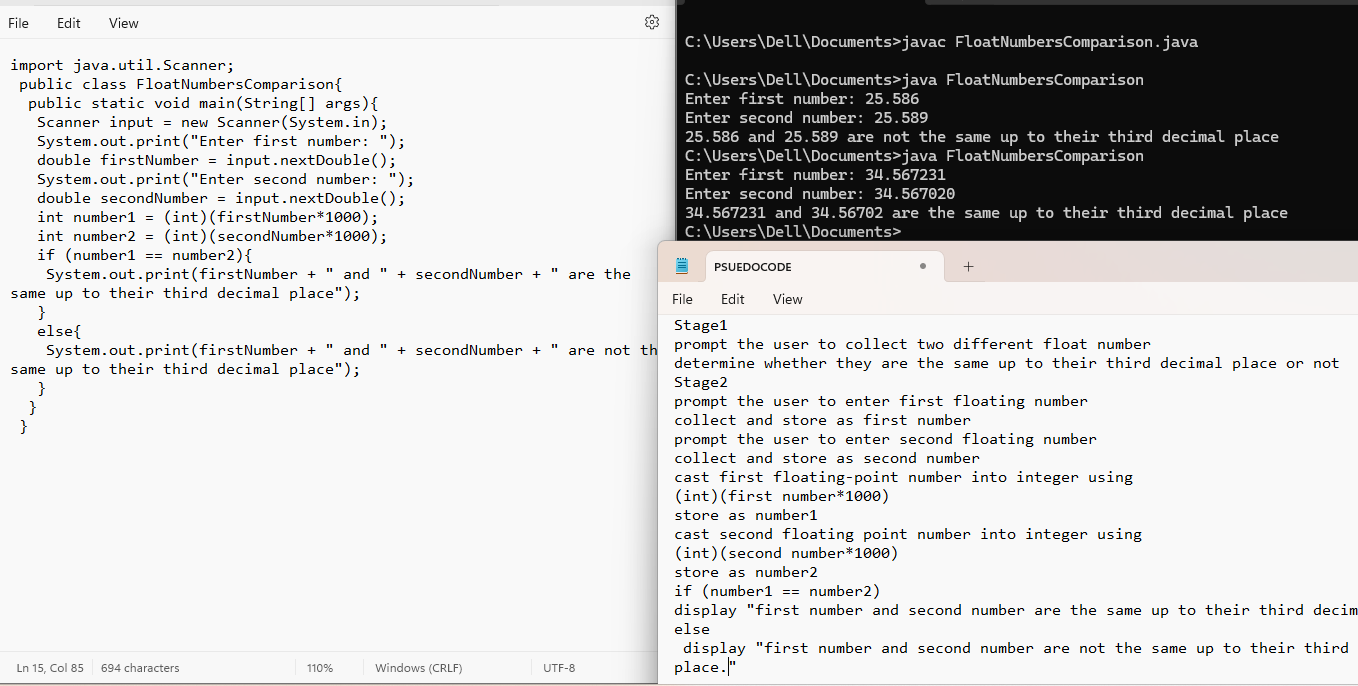 File Edit View
import java.util.Scanner;
public class FloatNumbersComparison{
public static void main(String[] args){
Scanner input = new Scanner(System.in);
System.out.print("Enter first number: ");
double firstNumber = input.nextDouble();
System.out.print("Enter second number: ");
double secondNumber = input.nextDouble();
int number1 = (int)(firstNumber*1000);
int number2 = (int)(secondNumber*1000);
if (number1 == number2){
System.out.print(firstNumber + " and " + secondNumber + " are the
same up to their third decimal place");
}
else{
System.out.print(firstNumber + " and " + secondNumber + " are not th
same up to their third decimal place");
}
}
}
Ln 15, Col 85 694 characters 110% Windows (CRLF) UTF-8
C:\Users\Dell\Documents>javac FloatNumbersComparison.java
C:\Users\Dell\Documents>java FloatNumbersComparison
Enter first number: 25.586
Enter second number: 25.589
25.586 and 25.589 are not the same up to their third decimal place
C:\Users\Dell\Documents>java FloatNumbersComparison
Enter first number: 34.567231
Enter second number: 34.567020
34.567231 and 34.56702 are the same up to their third decimal place
C:\Users\Dell\Documents>
PSUEDOCODE
File Edit View
Stage1
prompt the user to collect two different float number
determine whether they are the same up to their third decimal place or not
Stage2
prompt the user to enter first floating number
collect and store as first number
prompt the user to enter second floating number
collect and store as second number
cast first floating-point number into integer using
(int)(first number*1000)
store as number1
cast second floating point number into integer using
(int)(second number*1000)
store as number2
if (number1 == number2)
display "first number and second number are the same up to their third decim
else
display "first number and second number are not the same up to their third
place."